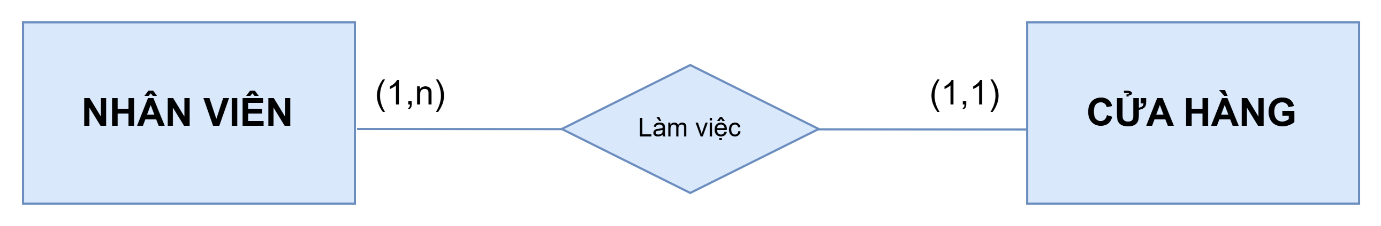 NHÂN VIÊN
(1,n)
Làm việc
(1,1)
CỬA HÀNG